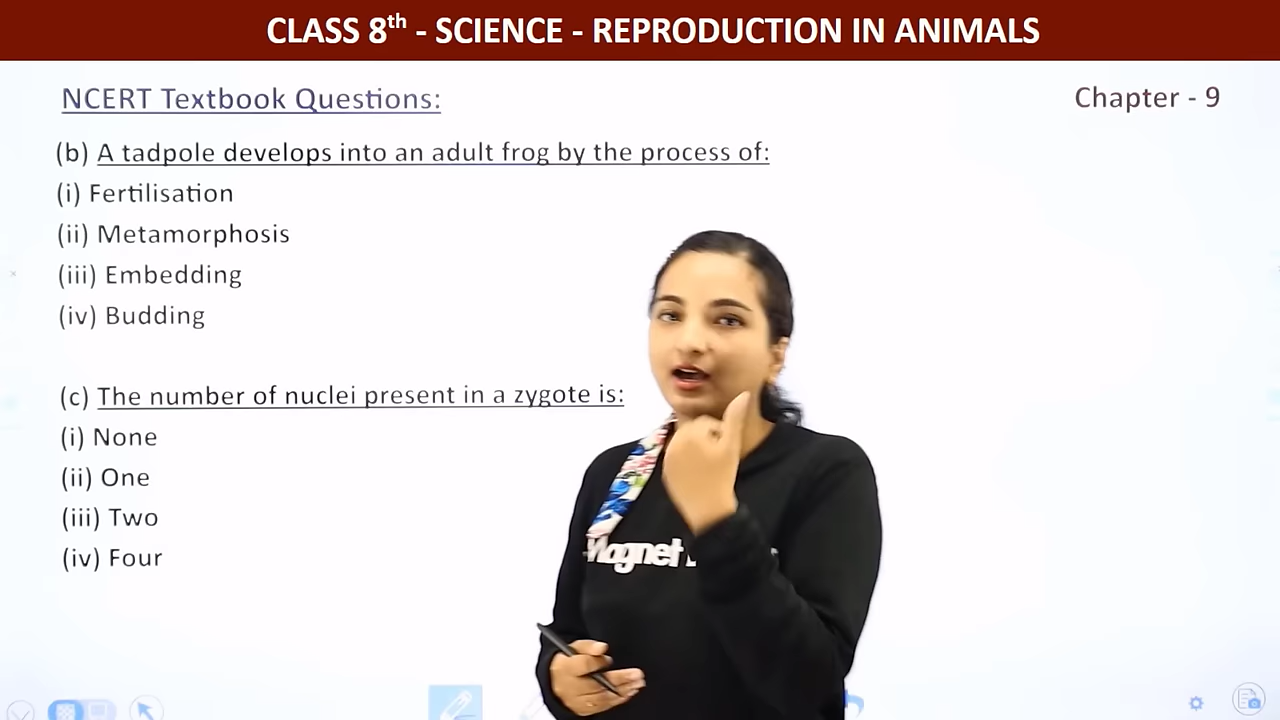 CLASS 8th - SCIENCE - REPRODUCTION IN ANIMALS
NCERT Textbook Questions:
Chapter - 9
(b) A tadpole develops into an adult frog by the process of:
(i) Fertilisation
(ii) Metamorphosis
(iii) Embedding
(iv) Budding
(c) The number of nuclei present in a zygote is:
(i) None
(ii) One
(iii) Two
(iv) Four
Magnet